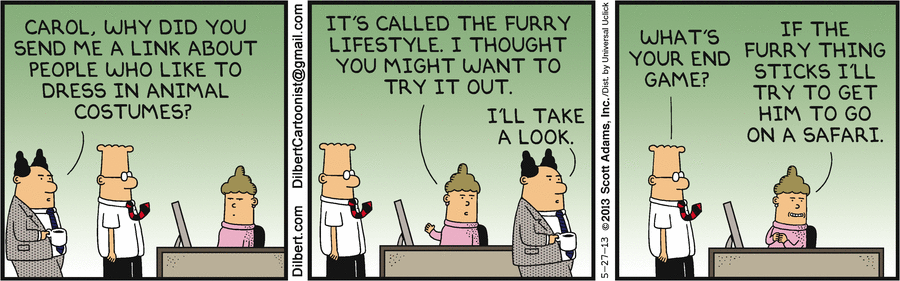 CAROL, WHY DID YOU
SEND ME A LINK ABOUT
PEOPLE WHO LIKE TO
DRESS IN ANIMAL
COSTUMES?
Dilbert.com DilbertCartoonist@gmail.com
IT'S CALLED THE FURRY
LIFESTYLE. I THOUGHT
YOU MIGHT WANT TO
TRY IT OUT.
I'LL TAKE
A LOOK.
5-27-13 © 2013 Scott Adams, Inc. /Dist. by Universal Uclick
WHAT'S
YOUR END
GAME?
IF THE
FURRY THING
STICKS I'LL
TRY TO GET
HIM TO GO
ON A SAFARI.